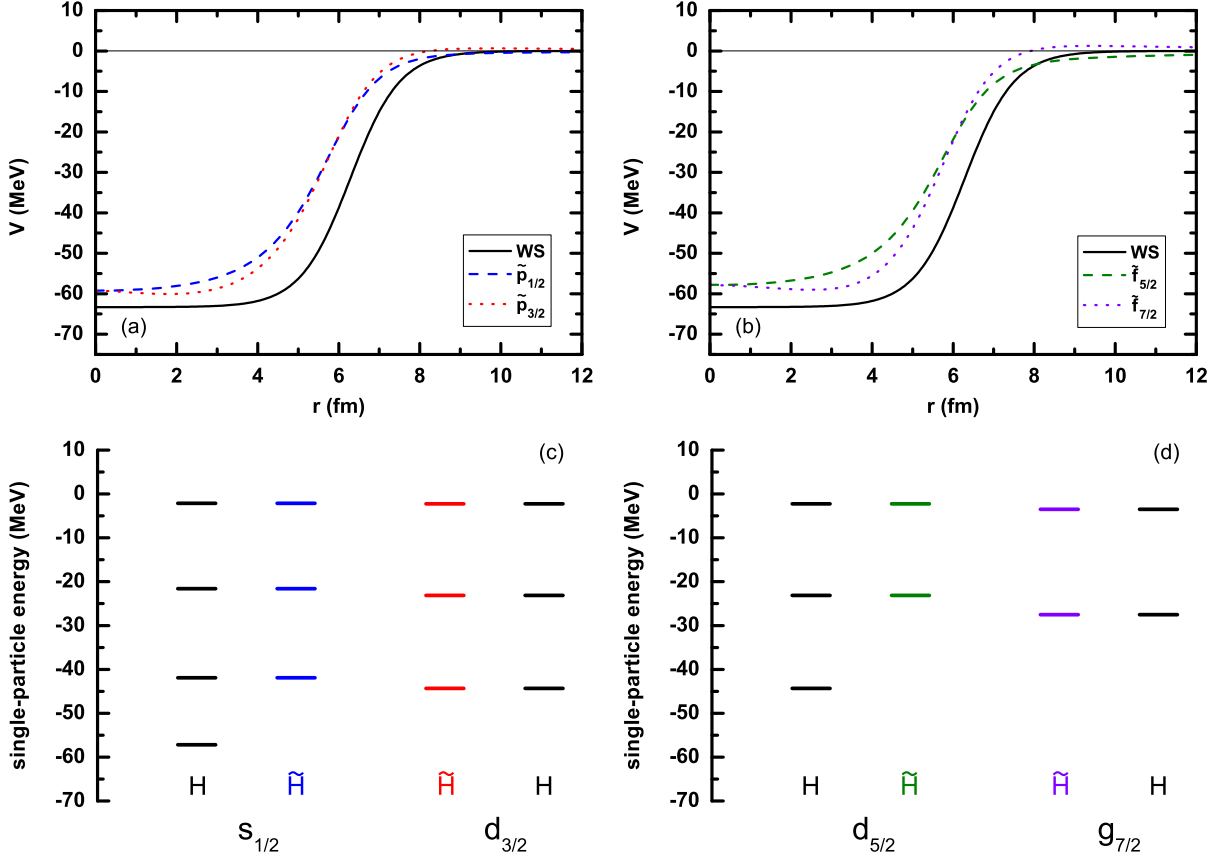 10
0
-10
-20
-30
-40
-50
-60
-70
V (MeV)
WS
p̃1/2
p̃3/2
(a)
0 2 4 6 8 10 12
r (fm)
10
0
-10
-20
-30
-40
-50
-60
-70
V (MeV)
WS
f̃5/2
f̃7/2
(b)
0 2 4 6 8 10 12
r (fm)
10
0
-10
-20
-30
-40
-50
-60
-70
single-particle energy (MeV)
(c)
H H̃ H̃ H
s1/2 d3/2
10
0
-10
-20
-30
-40
-50
-60
-70
single-particle energy (MeV)
(d)
H H̃ H̃ H
d5/2 g7/2